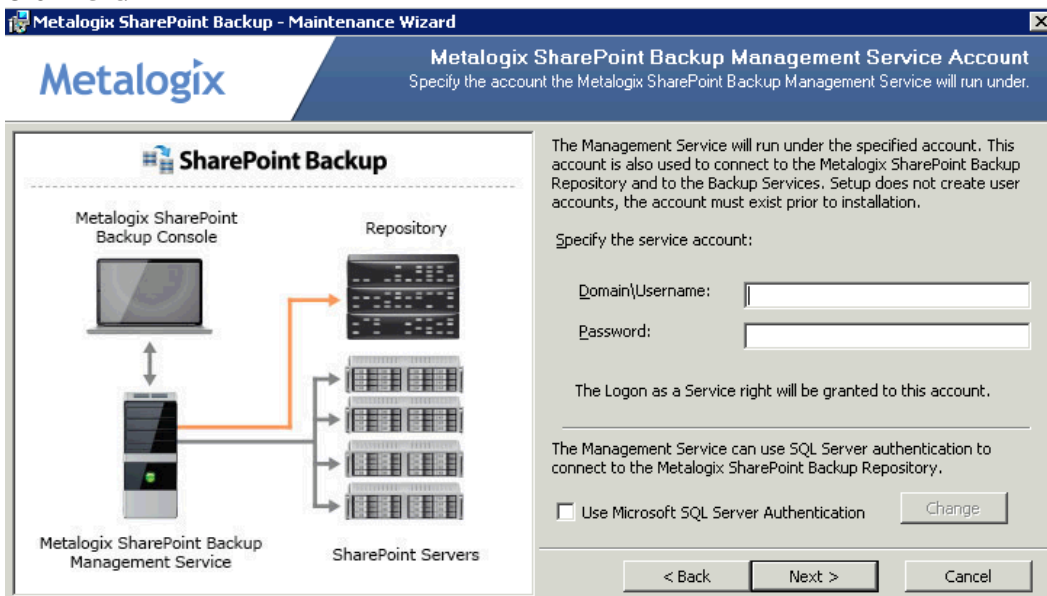 Metalogix SharePoint Backup - Maintenance Wizard
Metalogix
Metalogix SharePoint Backup Management Service Account
Specify the account the Metalogix SharePoint Backup Management Service will run under.
SharePoint Backup
Metalogix SharePoint
Backup Console
Repository
Metalogix SharePoint Backup
Management Service
SharePoint Servers
The Management Service will run under the specified account. This
account is also used to connect to the Metalogix SharePoint Backup
Repository and to the Backup Services. Setup does not create user
accounts, the account must exist prior to installation.
Specify the service account:
Domain\Username:
Password:
The Logon as a Service right will be granted to this account.
The Management Service can use SQL Server authentication to
connect to the Metalogix SharePoint Backup Repository.
Use Microsoft SQL Server Authentication
Change
< Back
Next >
Cancel